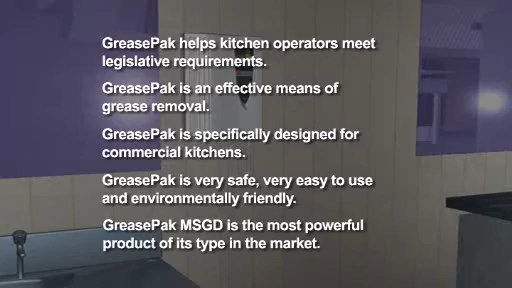 GreasePak helps kitchen operators meet
legislative requirements.
GreasePak is an effective means of
grease removal.
GreasePak is specifically designed for
commercial kitchens.
GreasePak is very safe, very easy to use
and environmentally friendly.
GreasePak MSGD is the most powerful
product of its type in the market.